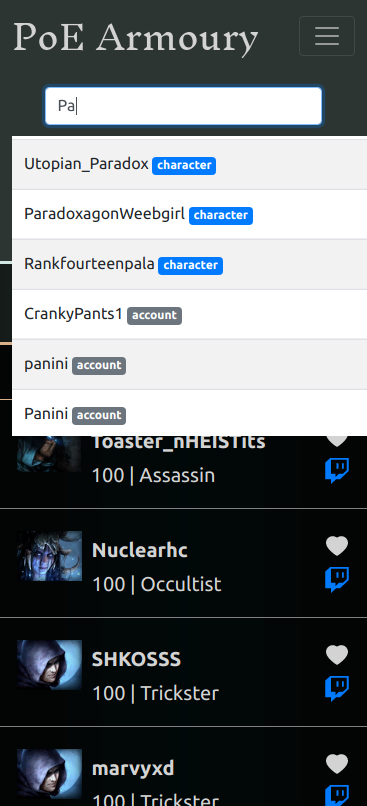 PoE Armoury
Pa
Utopian_Paradox character
ParadoxagonWeebgirl character
Rankfourteenpala character
CrankyPants1 account
panini account
Panini account
Toaster_nHEISTits
100 | Assassin
Nuclearhc
100 | Occultist
SHKOSSS
100 | Trickster
marvyxd
100 | Trickster